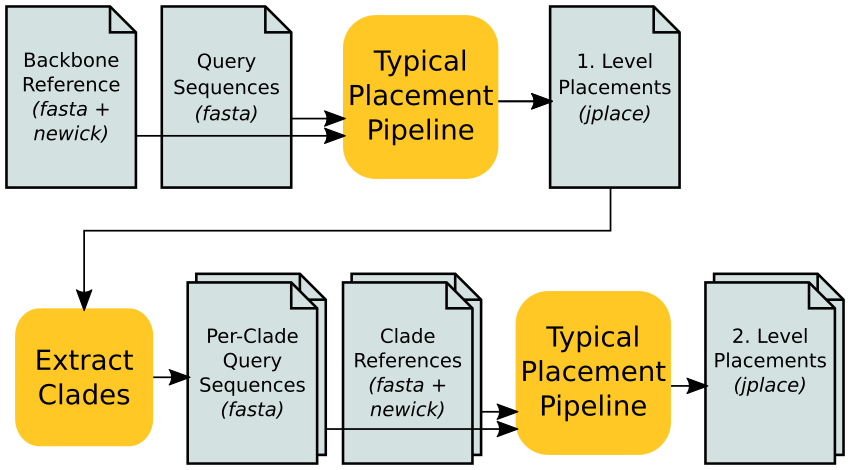 Backbone
Reference
(fasta +
newick)
Query
Sequences
(fasta)
Typical
Placement
Pipeline
1. Level
Placements
(jplace)
Extract
Clades
Per-Clade
Query
Sequences
(fasta)
Clade
References
(fasta +
newick)
Typical
Placement
Pipeline
2. Level
Placements
(jplace)